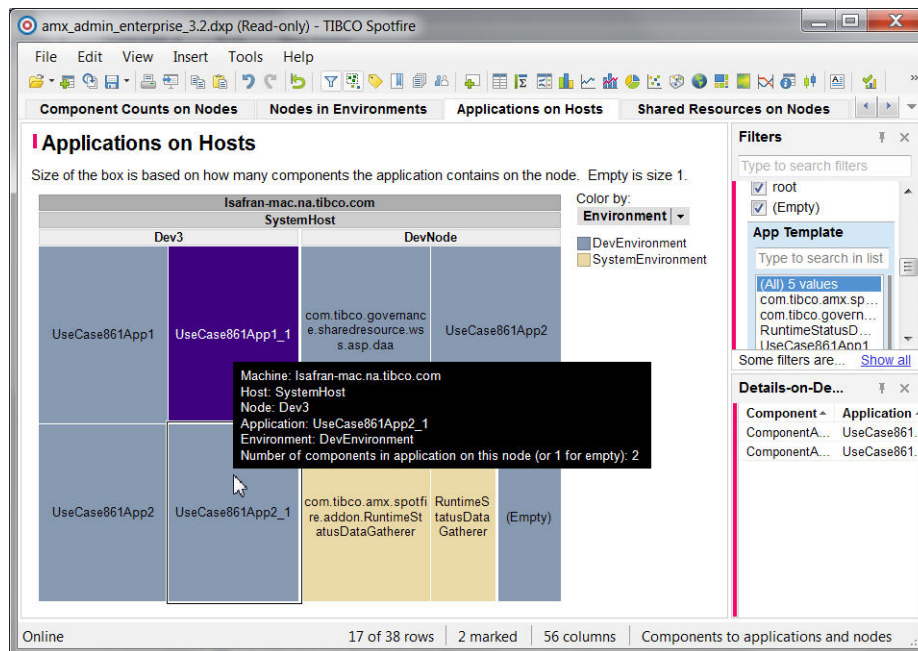 amx_admin_enterprise_3.2.dxp (Read-only) - TIBCO Spotfire
File Edit View Insert Tools Help
Component Counts on Nodes Nodes in Environments Applications on Hosts Shared Resources on Nodes
Applications on Hosts
Size of the box is based on how many components the application contains on the node. Empty is size 1.
lsafran-mac.na.tibco.com
SystemHost
Dev3 DevNode
UseCase861App1
UseCase861App1_1
com.tibco.governanc
e.sharedresource.ws
s.asp.daa
UseCase861App2
Machine: lsafran-mac.na.tibco.com
Host: SystemHost
Node: Dev3
Application: UseCase861App2_1
Environment: DevEnvironment
Number of components in application on this node (or 1 for empty): 2
UseCase861App2
UseCase861App2_1
com.tibco.amx.spotfi
re.addon.RuntimeSt
atusDataGatherer
RuntimeS
tatusData
Gatherer
(Empty)
Color by:
Environment
DevEnvironment
SystemEnvironment
Filters
Type to search filters
root
(Empty)
App Template
Type to search in list
(All) 5 values
com.tibco.amx.sp...
com.tibco.govern...
RuntimeStatusD...
UseCase861App1
Some filters are... Show all
Details-on-De...
Component Application
ComponentA... UseCase861.
ComponentA... UseCase861.
Online 17 of 38 rows 2 marked 56 columns Components to applications and nodes